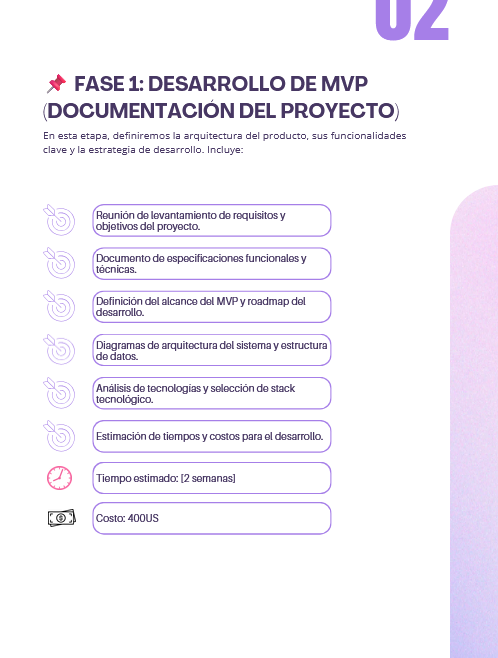 02
FASE 1: DESARROLLO DE MVP
(DOCUMENTACIÓN DEL PROYECTO)
En esta etapa, definiremos la arquitectura del producto, sus funcionalidades
clave y la estrategia de desarrollo. Incluye:
Reunión de levantamiento de requisitos y
objetivos del proyecto.
Documento de especificaciones funcionales y
técnicas.
Definición del alcance del MVP y roadmap del
desarrollo.
Diagramas de arquitectura del sistema y estructura
de datos.
Análisis de tecnologías y selección de stack
tecnológico.
Estimación de tiempos y costos para el desarrollo.
Tiempo estimado: [2 semanas]
Costo: 400US